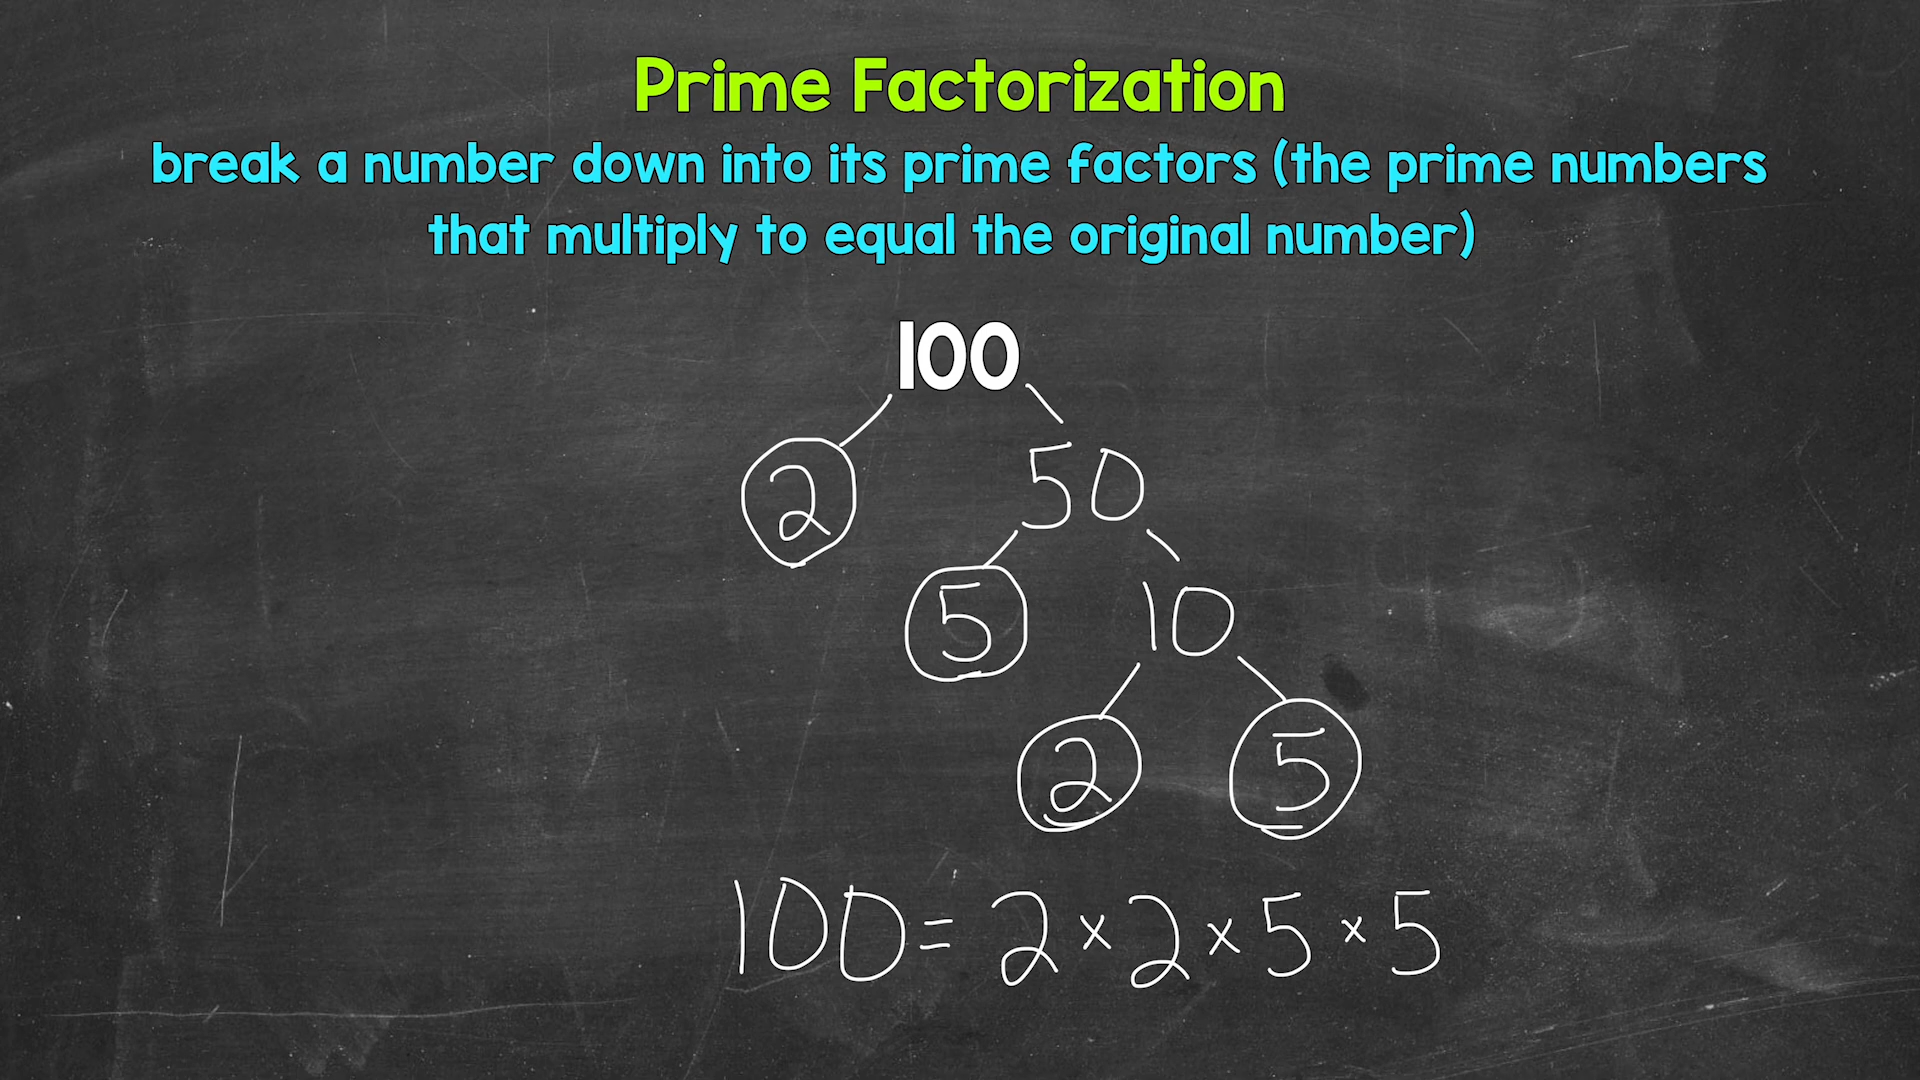 Prime Factorization
break a number down into its prime factors (the prime numbers
that multiply to equal the original number)
100
2 50
5 10
2 5
100 = 2 × 2 × 5 × 5